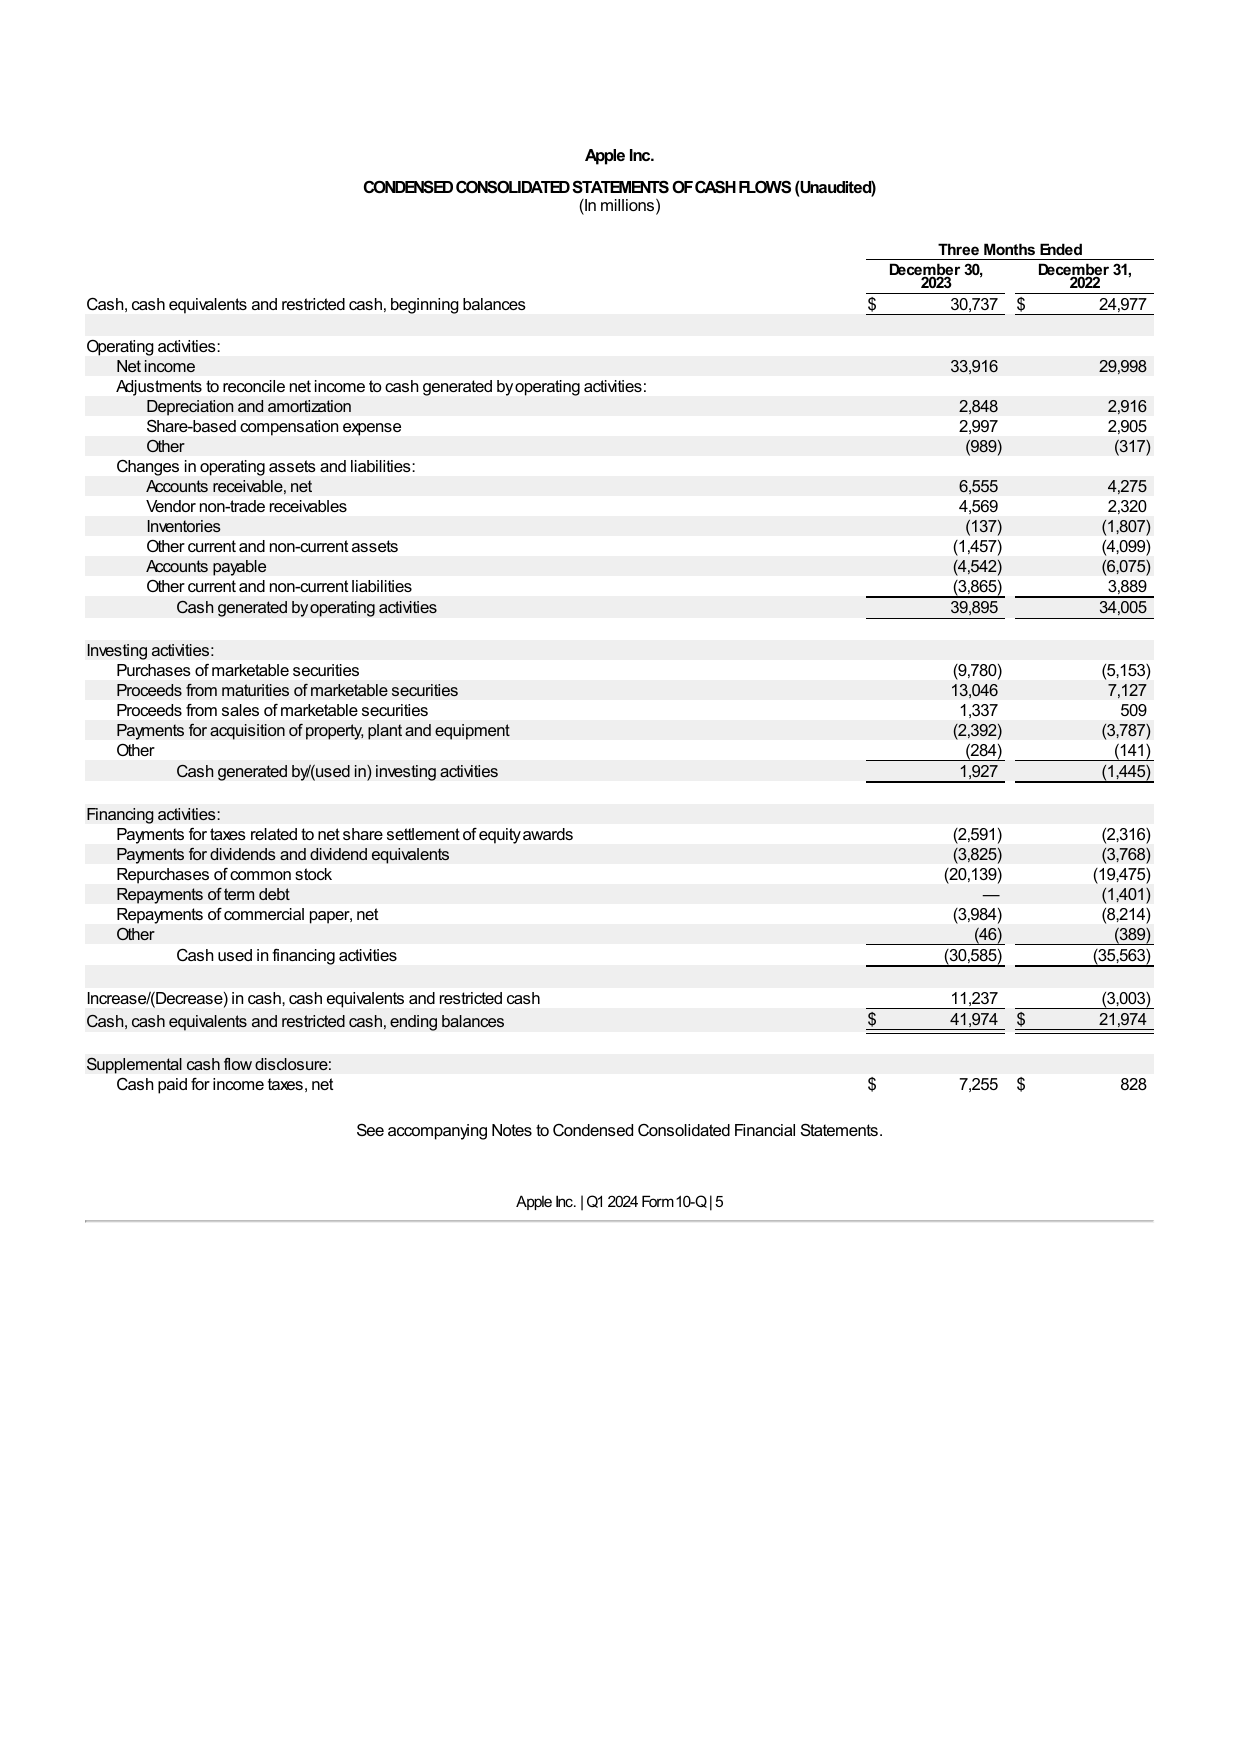 Apple Inc.
CONDENSED CONSOLIDATED STATEMENTS OF CASH FLOWS (Unaudited)
(In millions)
Three Months Ended
December 30, 2023 December 31, 2022
Cash, cash equivalents and restricted cash, beginning balances $ 30,737 $ 24,977
Operating activities:
Net income 33,916 29,998
Adjustments to reconcile net income to cash generated by operating activities:
Depreciation and amortization 2,848 2,916
Share-based compensation expense 2,997 2,905
Other (989) (317)
Changes in operating assets and liabilities:
Accounts receivable, net 6,555 4,275
Vendor non-trade receivables 4,569 2,320
Inventories (137) (1,807)
Other current and non-current assets (1,457) (4,099)
Accounts payable (4,542) (6,075)
Other current and non-current liabilities (3,865) 3,889
Cash generated by operating activities 39,895 34,005
Investing activities:
Purchases of marketable securities (9,780) (5,153)
Proceeds from maturities of marketable securities 13,046 7,127
Proceeds from sales of marketable securities 1,337 509
Payments for acquisition of property, plant and equipment (2,392) (3,787)
Other (284) (141)
Cash generated by/(used in) investing activities 1,927 (1,445)
Financing activities:
Payments for taxes related to net share settlement of equity awards (2,591) (2,316)
Payments for dividends and dividend equivalents (3,825) (3,768)
Repurchases of common stock (20,139) (19,475)
Repayments of term debt — (1,401)
Repayments of commercial paper, net (3,984) (8,214)
Other (46) (389)
Cash used in financing activities (30,585) (35,563)
Increase/(Decrease) in cash, cash equivalents and restricted cash 11,237 (3,003)
Cash, cash equivalents and restricted cash, ending balances $ 41,974 $ 21,974
Supplemental cash flow disclosure:
Cash paid for income taxes, net $ 7,255 $ 828
See accompanying Notes to Condensed Consolidated Financial Statements.
Apple Inc. | Q1 2024 Form 10-Q | 5